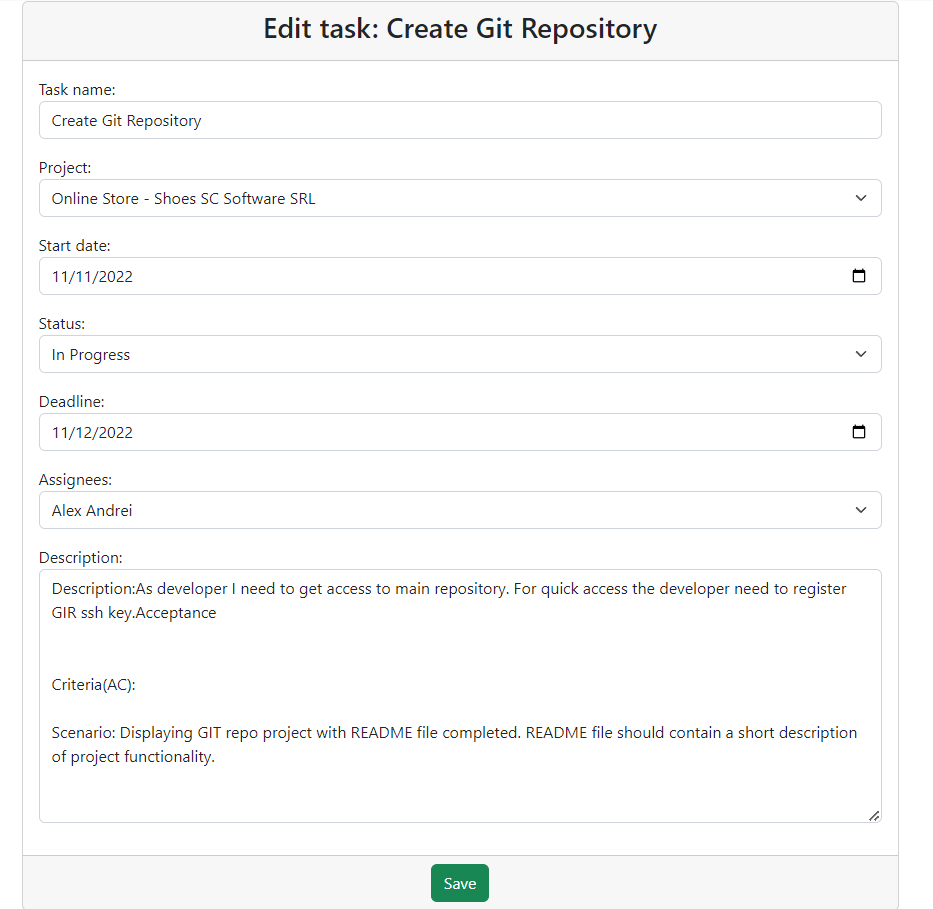 Edit task: Create Git Repository
Task name:
Create Git Repository
Project:
Online Store - Shoes SC Software SRL
Start date:
11/11/2022
Status:
In Progress
Deadline:
11/12/2022
Assignees:
Alex Andrei
Description:
Description:As developer I need to get access to main repository. For quick access the developer need to register
GIR ssh key.Acceptance
Criteria(AC):
Scenario: Displaying GIT repo project with README file completed. README file should contain a short description
of project functionality.
Save